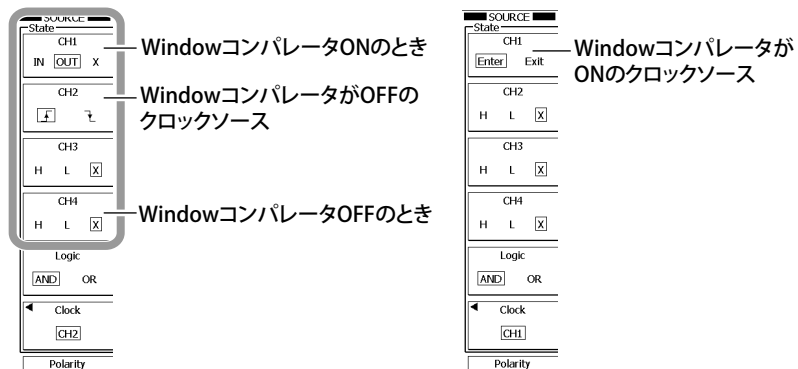 SOURCE
State
CH1
IN OUT X
CH2
CH3
H L X
CH4
H L X
Logic
AND OR
Clock
CH2
Polarity
WindowコンパレータONのとき
WindowコンパレータがOFFの
クロックソース
WindowコンパレータOFFのとき
SOURCE
State
CH1
Enter Exit
CH2
H L X
CH3
H L X
CH4
H L X
Logic
AND OR
Clock
CH1
Polarity
Windowコンパレータが
ONのクロックソース